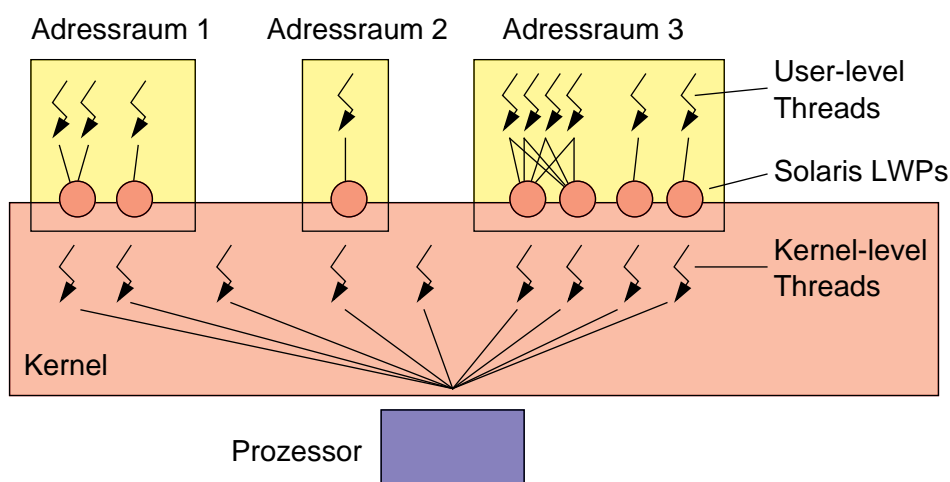 Adressraum 1
Adressraum 2
Adressraum 3
User-level
Threads
Solaris LWPs
Kernel-level
Threads
Kernel
Prozessor